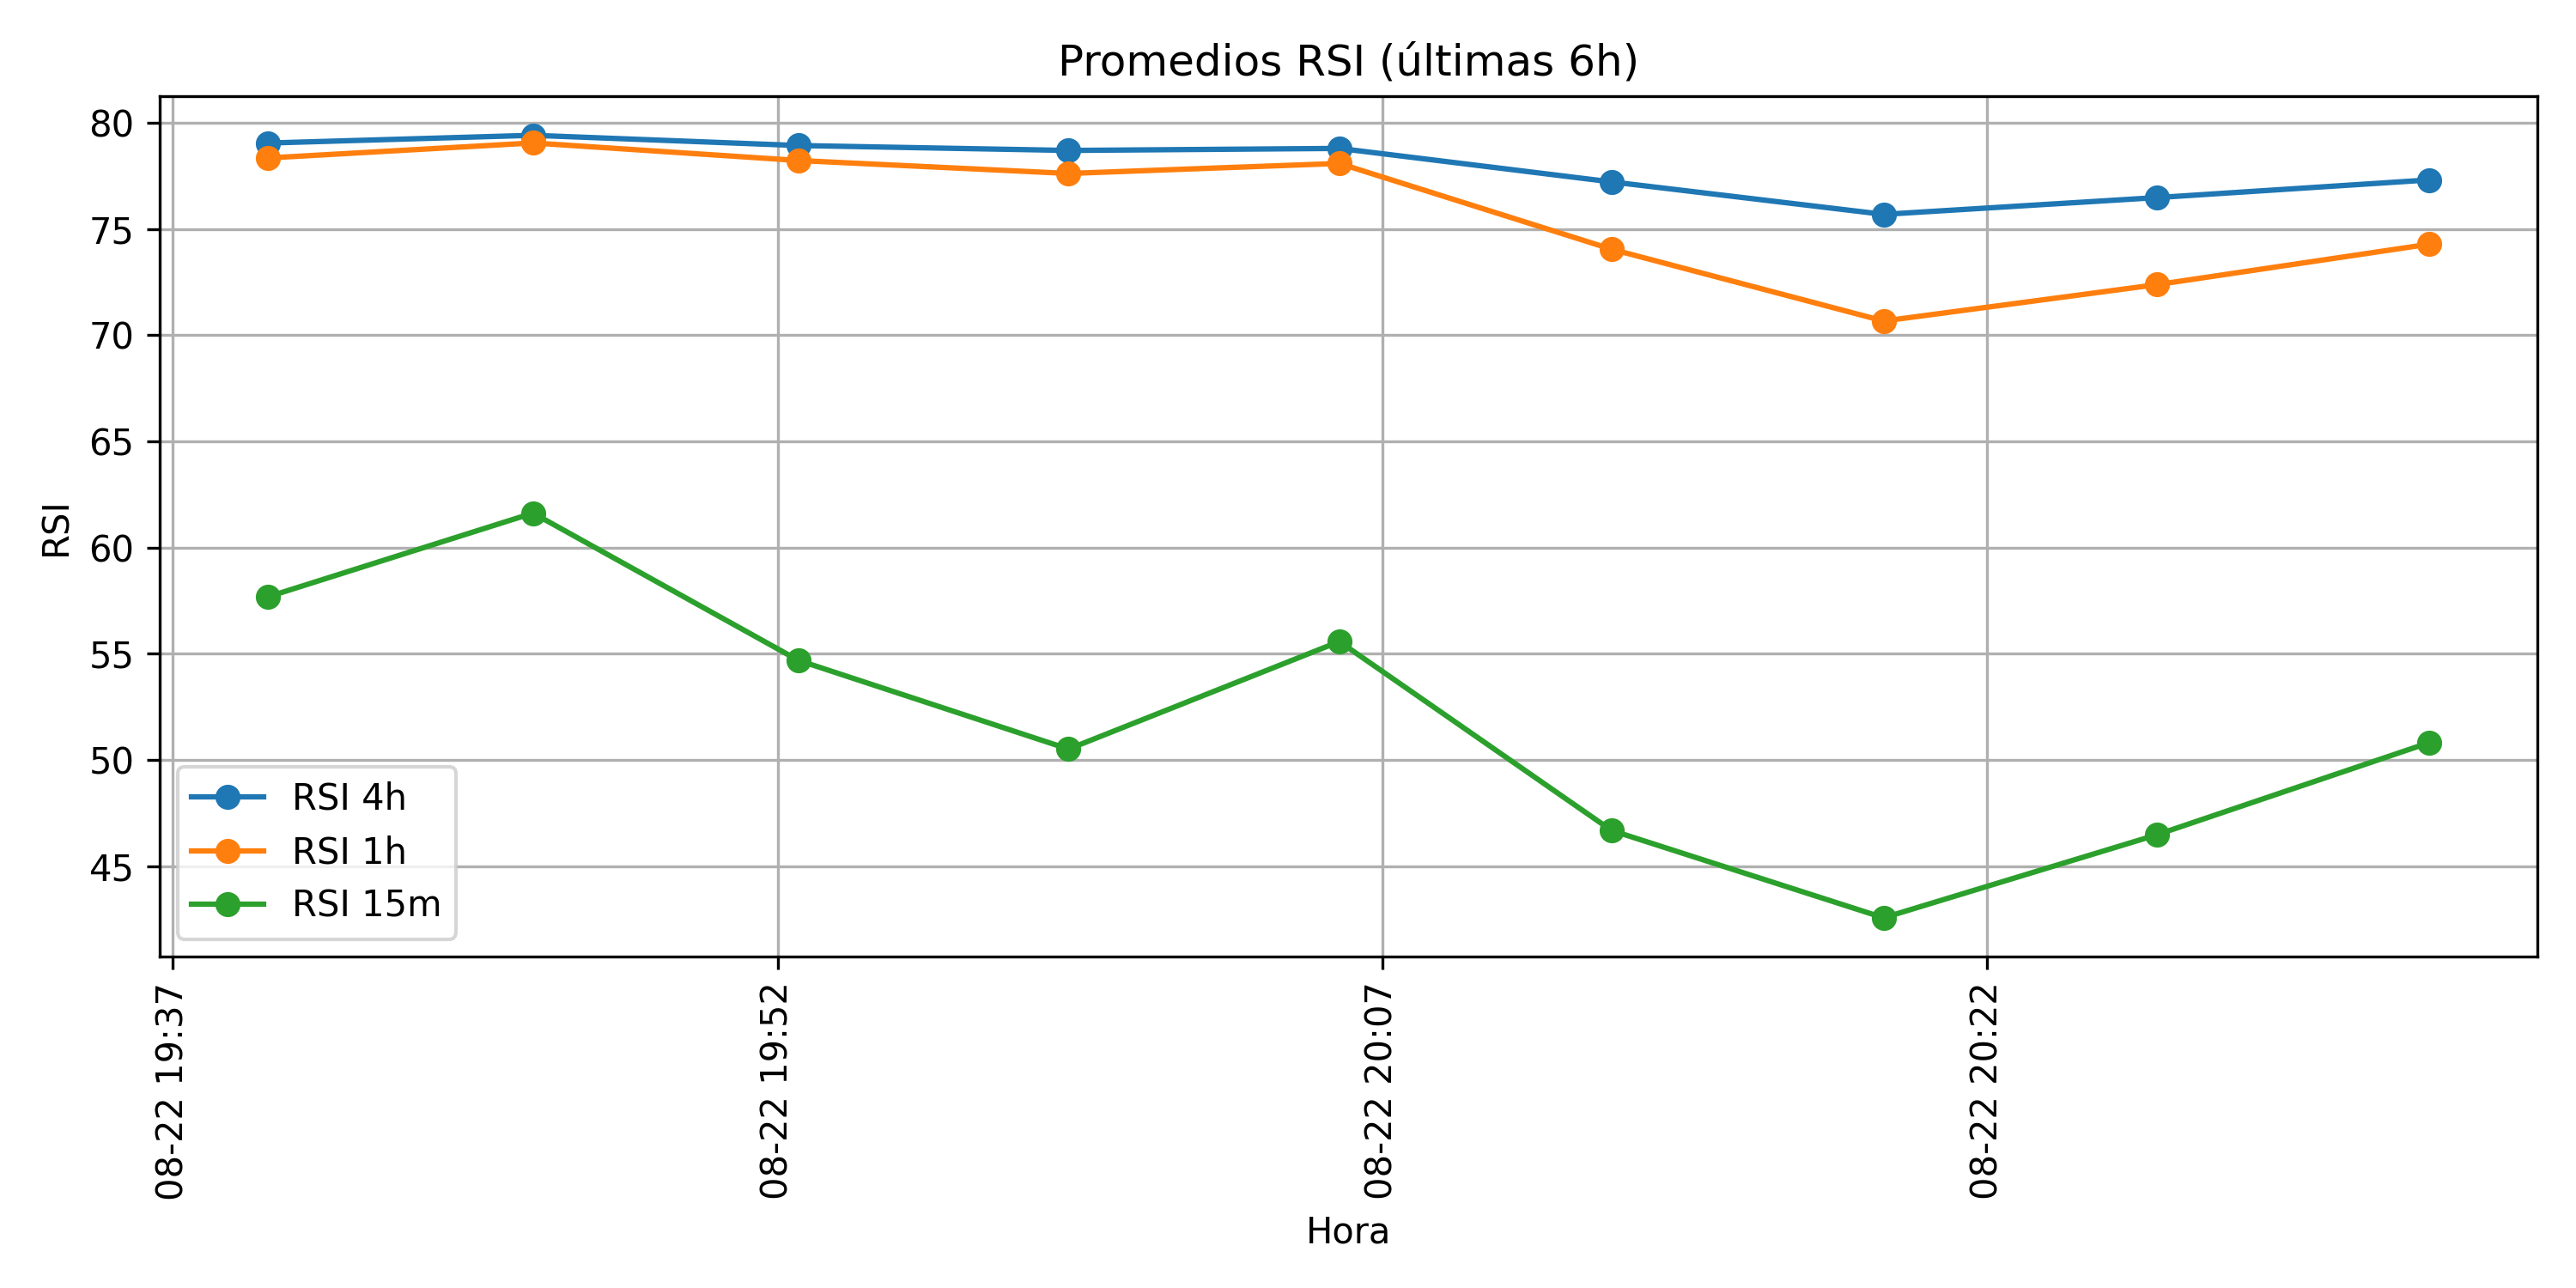 Promedios RSI (últimas 6h)
80
75
70
65
60
55
50
45
RSI
RSI 4h
RSI 1h
RSI 15m
08-22 19:37
08-22 19:52
08-22 20:07
08-22 20:22
Hora